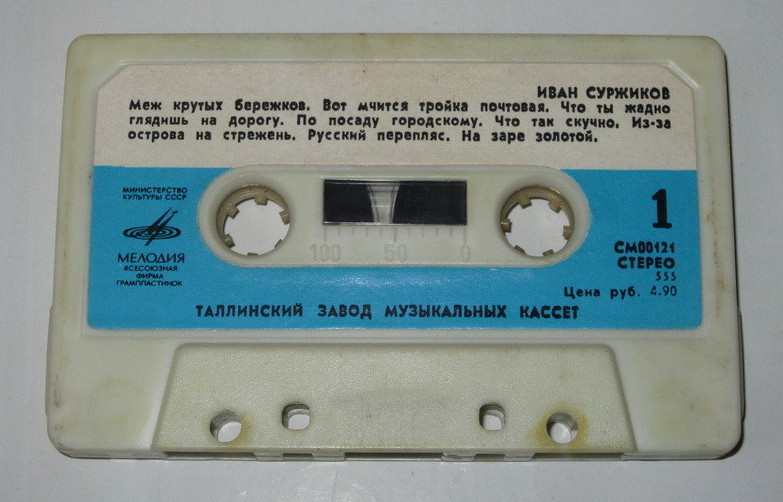 ИВАН СУРЖИКОВ
Меж крутых бережков. Вот мчится тройка почтовая. Что ты жадно
глядишь на дорогу. По посаду городскому. Что так скучно. Из-за
острова на стрежень. Русский перепляс. На заре золотой.
МИНИСТЕРСТВО
КУЛЬТУРЫ СССР
МЕЛОДИЯ
ВСЕСОЮЗНАЯ
ФИРМА
ГРАМПЛАСТИНОК
100 50 0
1
СМ00121
СТЕРЕО
555
Цена руб. 4.90
ТАЛЛИНСКИЙ ЗАВОД МУЗЫКАЛЬНЫХ КАССЕТ